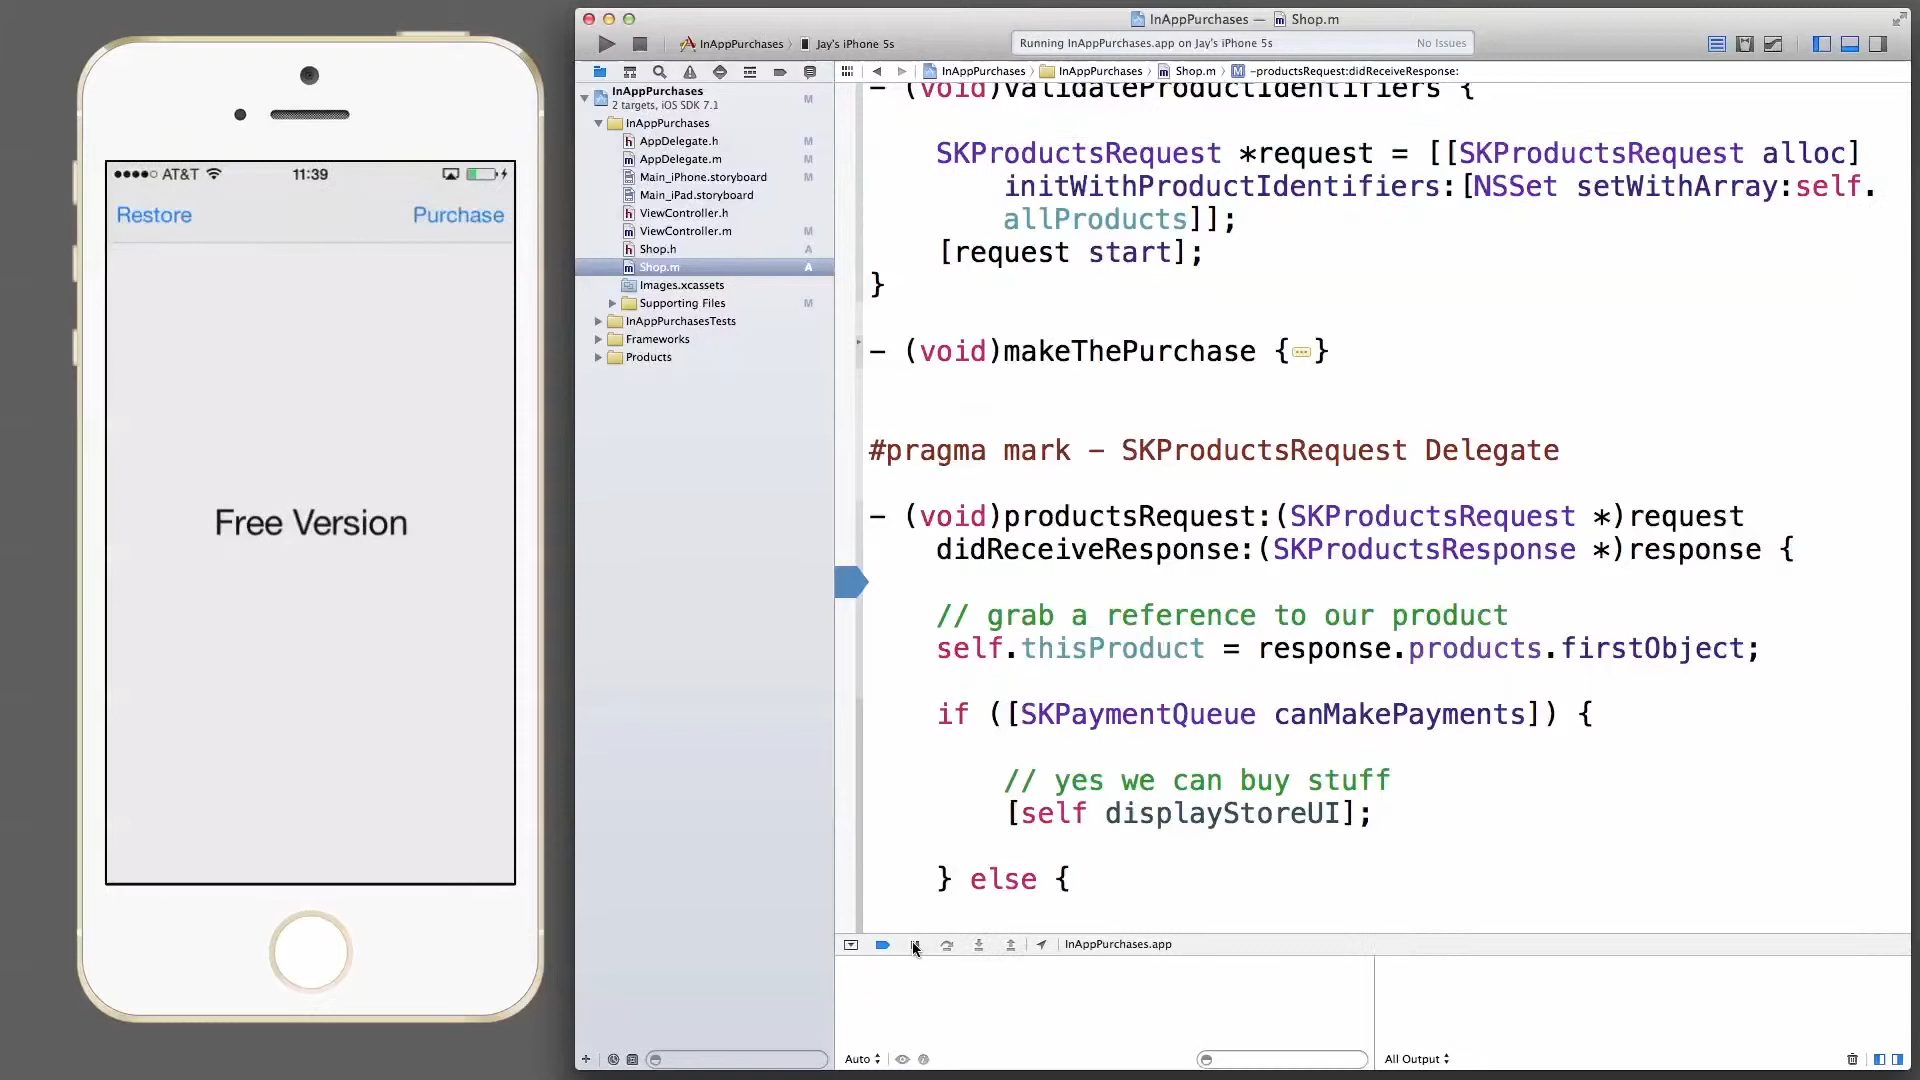 AT&T
11:39
Restore
Purchase
Free Version
InAppPurchases — Shop.m
InAppPurchases
Jay's iPhone 5s
Running InAppPurchases.app on Jay's iPhone 5s
No Issues
InAppPurchases
InAppPurchases
Shop.m
-productsRequest:didReceiveResponse:
InAppPurchases
M
2 targets, iOS SDK 7.1
InAppPurchases
AppDelegate.h M
AppDelegate.m M
Main_iPhone.storyboard M
Main_iPad.storyboard
ViewController.h
ViewController.m M
Shop.h A
Shop.m A
Images.xcassets
Supporting Files M
InAppPurchasesTests
Frameworks
Products
- (void)validateProductIdentifiers {
SKProductsRequest *request = [[SKProductsRequest alloc]
initWithProductIdentifiers:[NSSet setWithArray:self.
allProducts]];
[request start];
}
- (void)makeThePurchase {...}
#pragma mark - SKProductsRequest Delegate
- (void)productsRequest:(SKProductsRequest *)request
didReceiveResponse:(SKProductsResponse *)response {
// grab a reference to our product
self.thisProduct = response.products.firstObject;
if ([SKPaymentQueue canMakePayments]) {
// yes we can buy stuff
[self displayStoreUI];
} else {
InAppPurchases.app
Auto
All Output